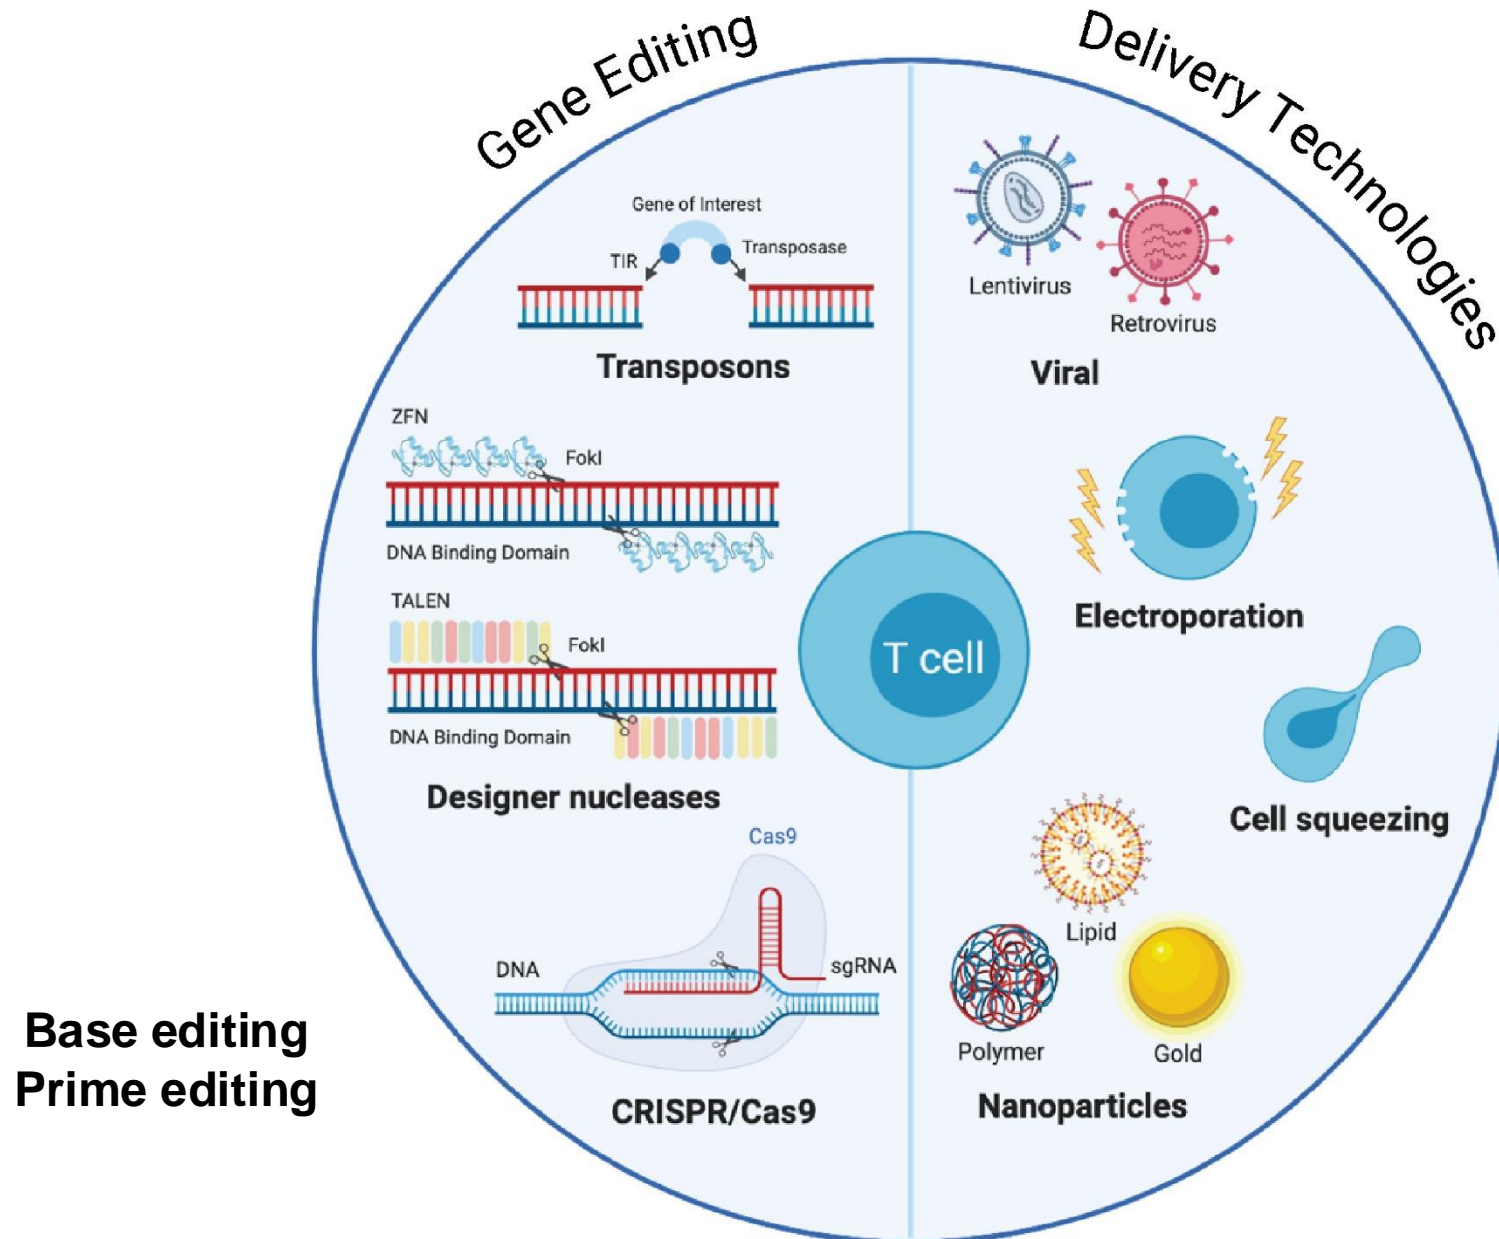 Gene Editing
Delivery Technologies
Gene of Interest
TIR
Transposase
Transposons
ZFN
FokI
DNA Binding Domain
TALEN
FokI
DNA Binding Domain
Designer nucleases
Cas9
DNA
sgRNA
CRISPR/Cas9
Base editing
Prime editing
T cell
Lentivirus
Retrovirus
Viral
Electroporation
Cell squeezing
Lipid
Polymer
Gold
Nanoparticles